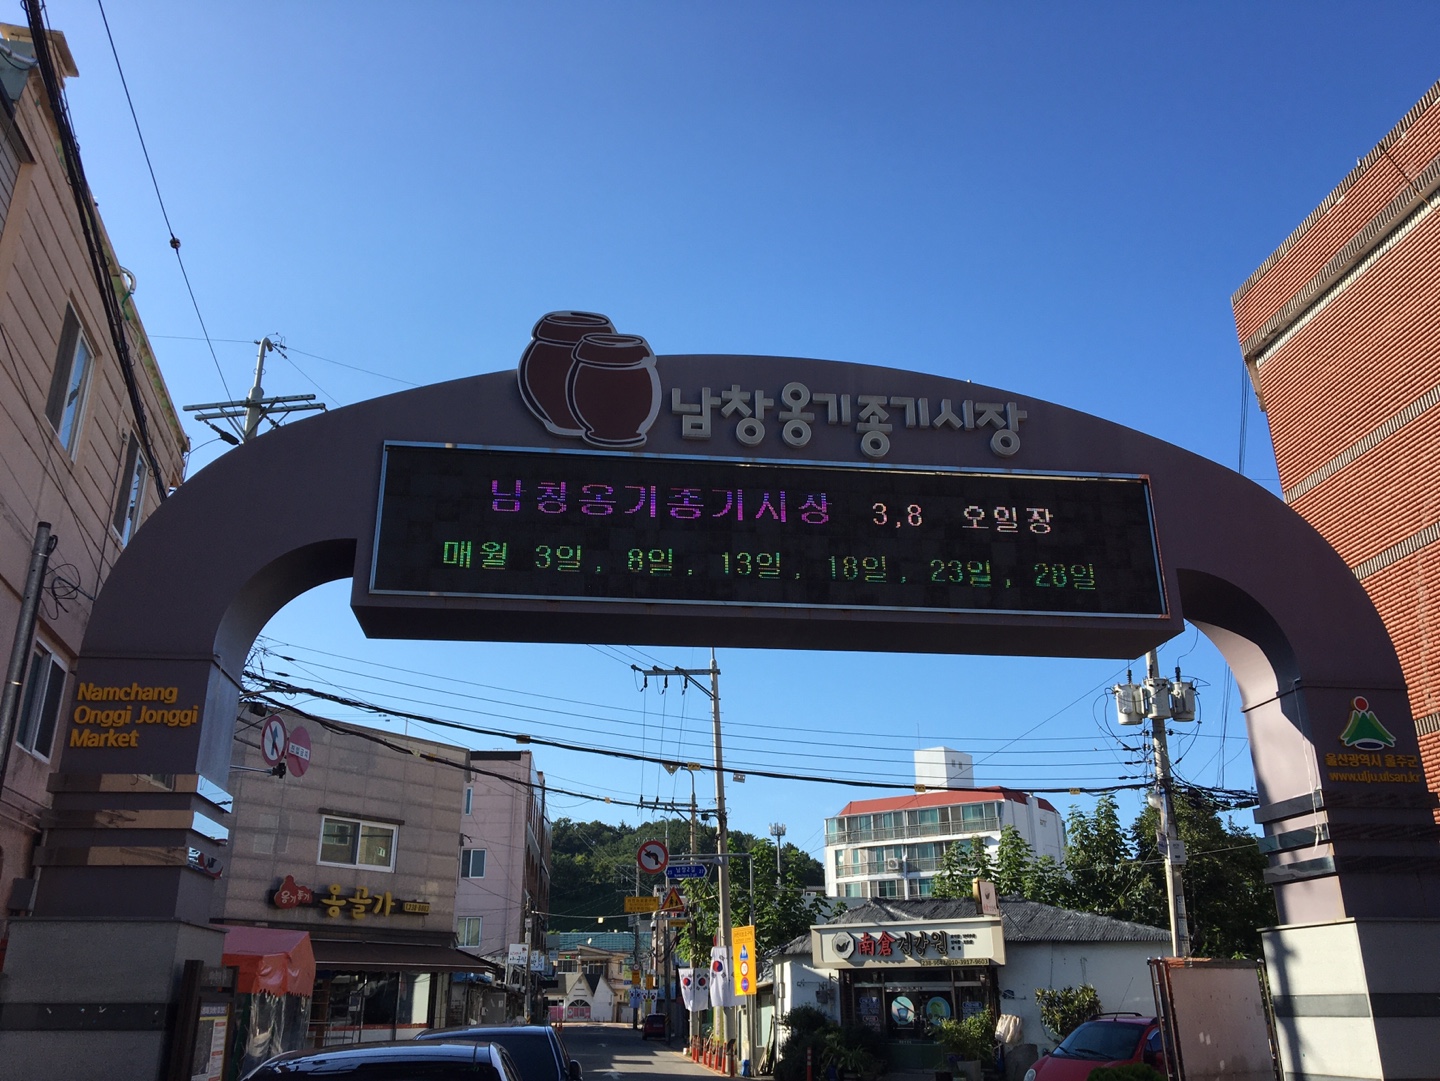 남창옹기종기시장
남창옹기종기시장 3,8 오일장
매월 3일, 8일, 13일, 18일, 23일, 28일
Namchang
Onggi Jonggi
Market
울산광역시 울주군
www.ulju.ulsan.kr
옹골가
南倉건강원